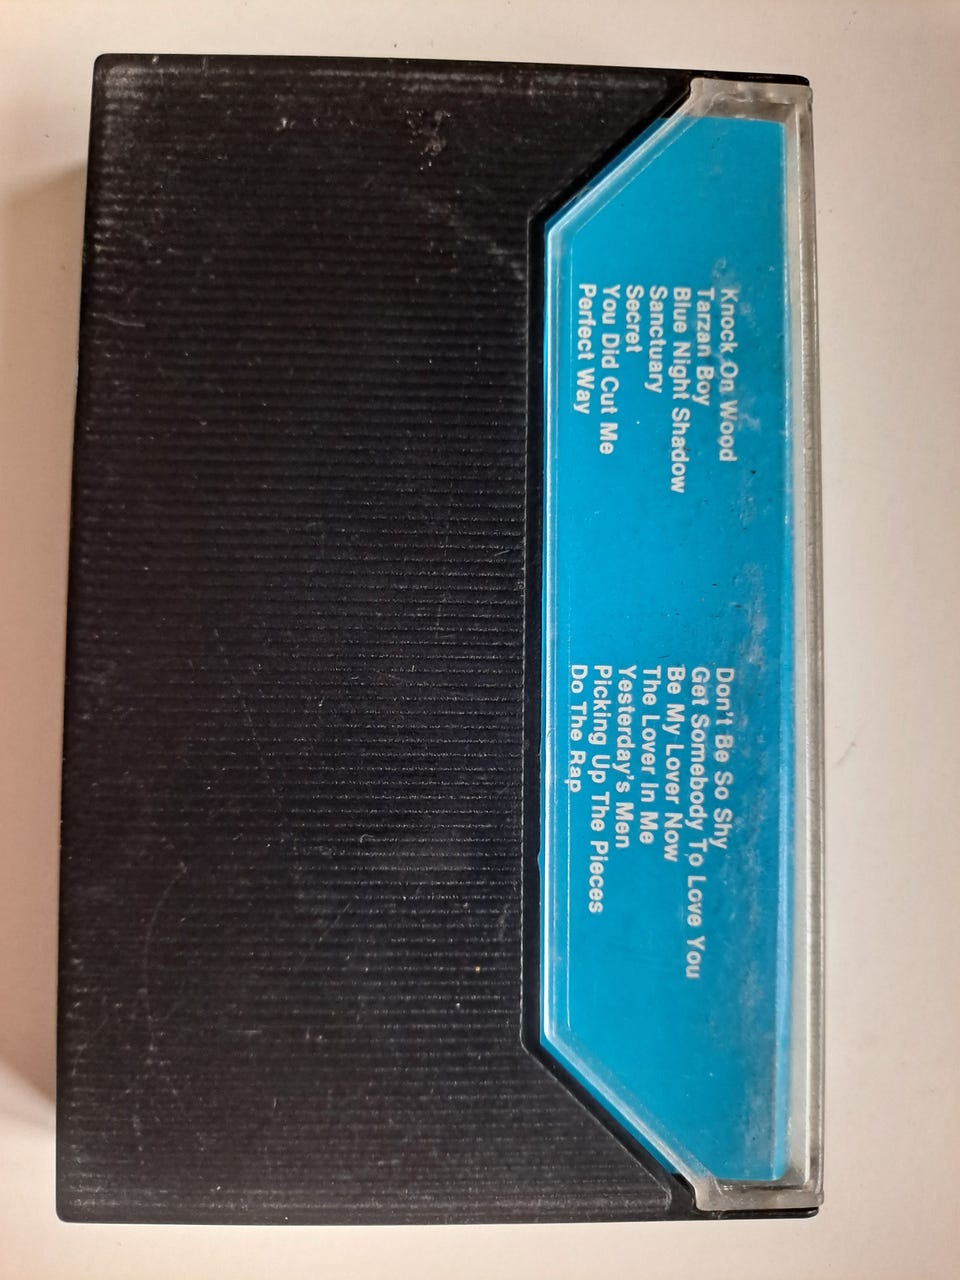 Knock On Wood
Tarzan Boy
Blue Night Shadow
Sanctuary
Secret
You Did Cut Me
Perfect Way
Don't Be So Shy
Get Somebody To Love You
Be My Lover Now
The Lover In Me
Yesterday's Men
Picking Up The Pieces
Do The Rap